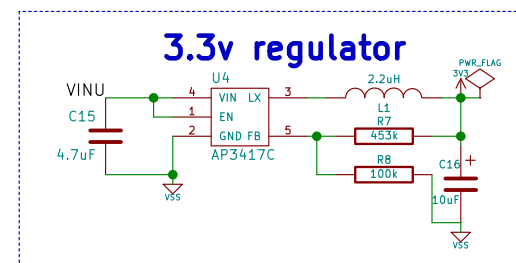 3.3v regulator
PWR_FLAG
U4
2.2uH
3V3
VINU
4
VIN
LX
3
L1
C15
1
EN
R7
2
GND
FB
5
453k
4.7uF
AP3417C
R8
C16
+
100k
VSS
10uF
VSS